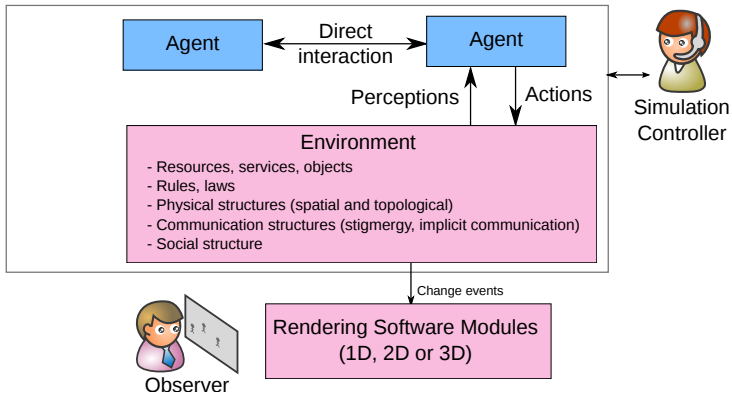 Agent
Direct
interaction
Agent
Perceptions
Actions
Simulation
Controller
Environment
- Resources, services, objects
- Rules, laws
- Physical structures (spatial and topological)
- Communication structures (stigmergy, implicit communication)
- Social structure
Change events
Rendering Software Modules
(1D, 2D or 3D)
Observer